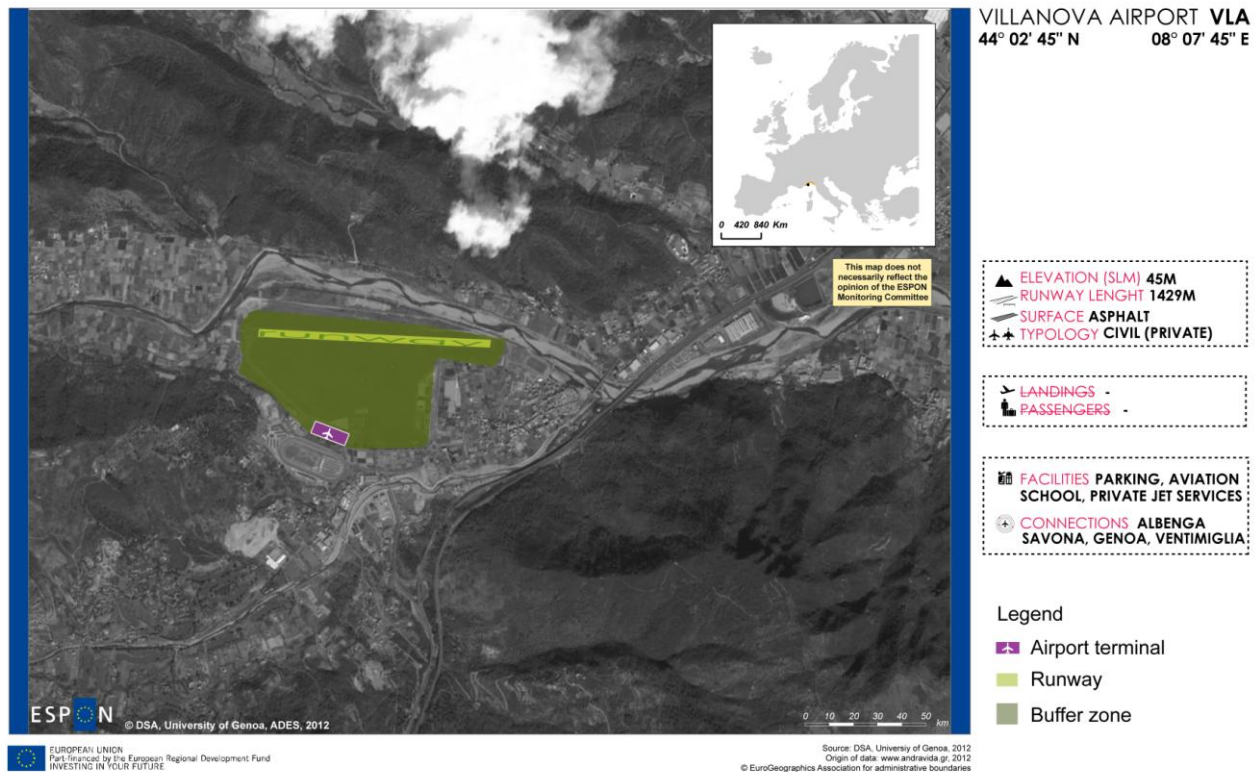 VILLANOVA AIRPORT VLA
44° 02' 45" N 08° 07' 45" E
0 420 840 Km
This map does not
necessarily reflect the
opinion of the ESPON
Monitoring Committee
runway
ELEVATION (SLM) 45M
RUNWAY LENGHT 1429M
SURFACE ASPHALT
TYPOLOGY CIVIL (PRIVATE)
LANDINGS -
PASSENGERS -
FACILITIES PARKING, AVIATION
SCHOOL, PRIVATE JET SERVICES
CONNECTIONS ALBENGA
SAVONA, GENOA, VENTIMIGLIA
Legend
Airport terminal
Runway
Buffer zone
ESPON
© DSA, University of Genoa, ADES, 2012
0 10 20 30 40 50 km
EUROPEAN UNION
Part-financed by the European Regional Development Fund
INVESTING IN YOUR FUTURE
Source: DSA, Universiy of Genoa, 2012
Origin of data: www.andravida.gr, 2012
© EuroGeographics Association for administrative boundaries